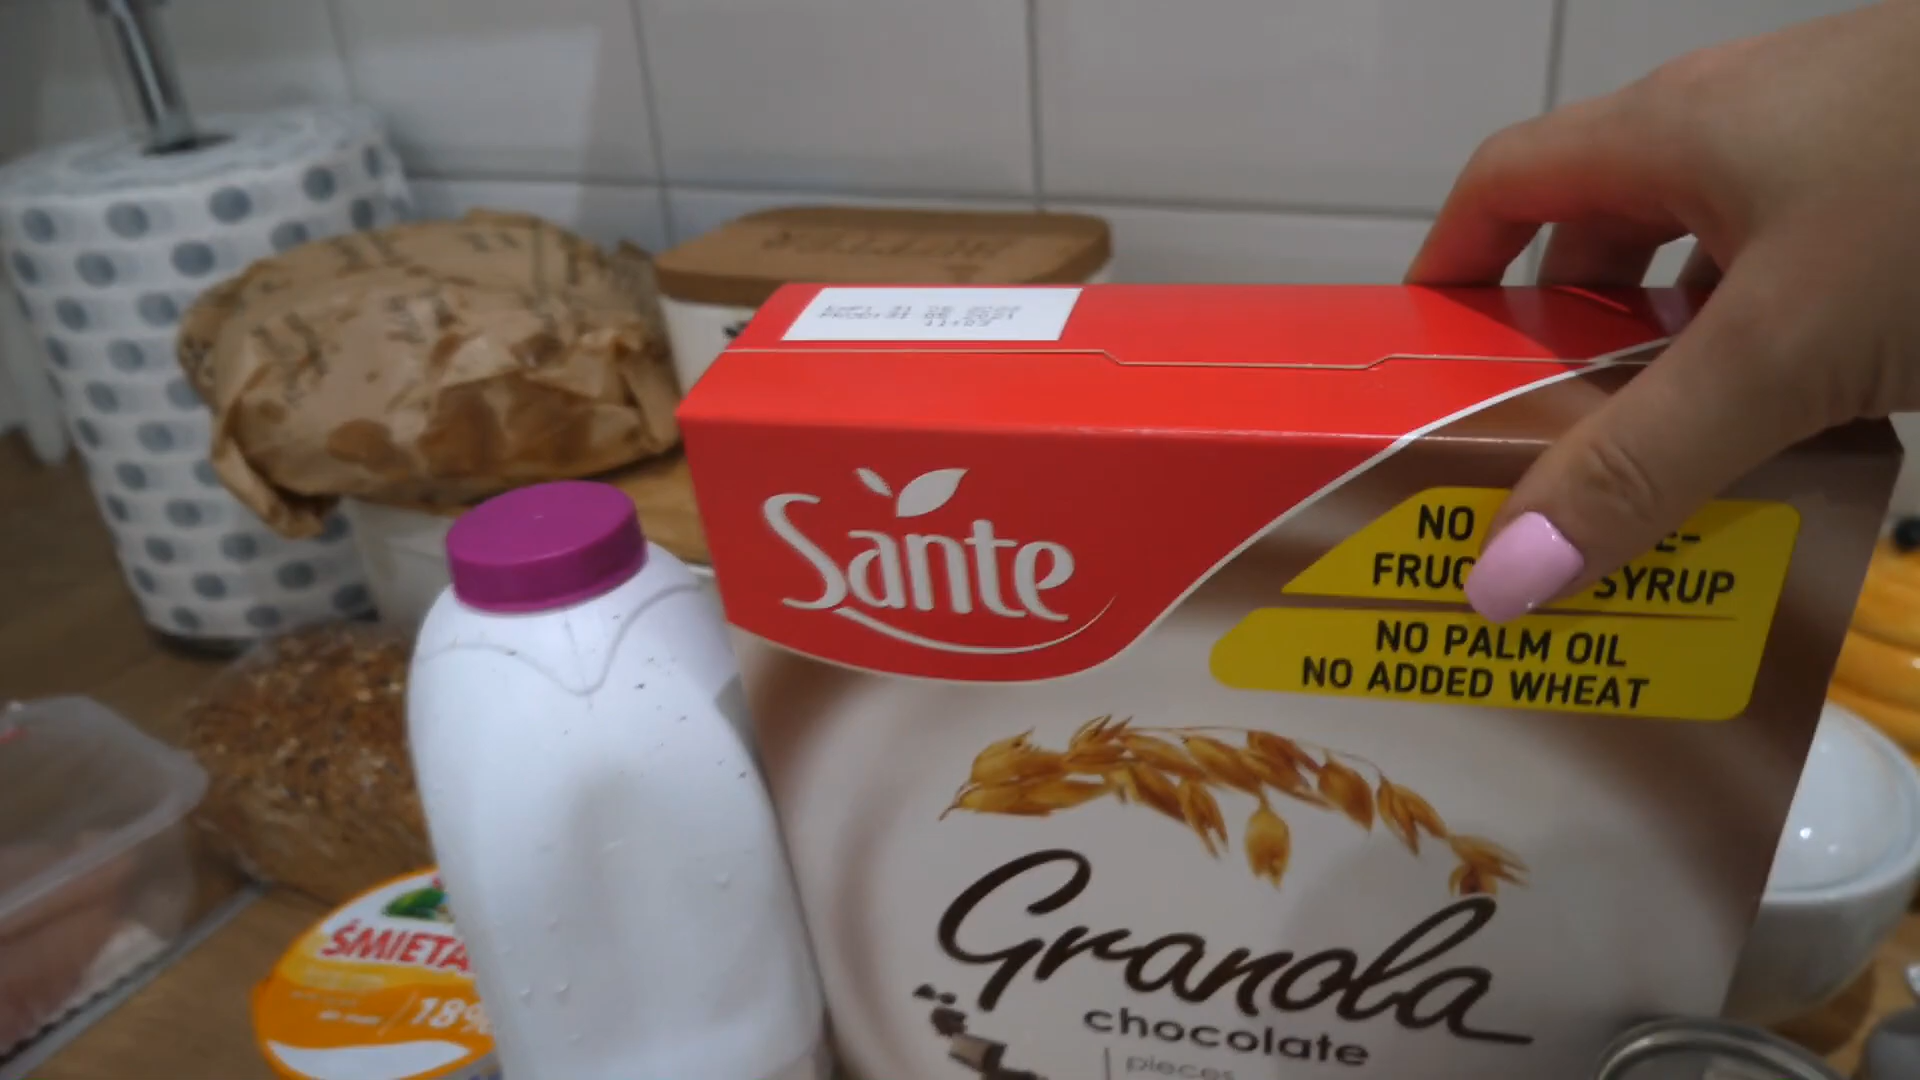 Sante
NO
E-
FRUC SYRUP
NO PALM OIL
NO ADDED WHEAT
Granola
chocolate
pieces
ŚMIETA
18%